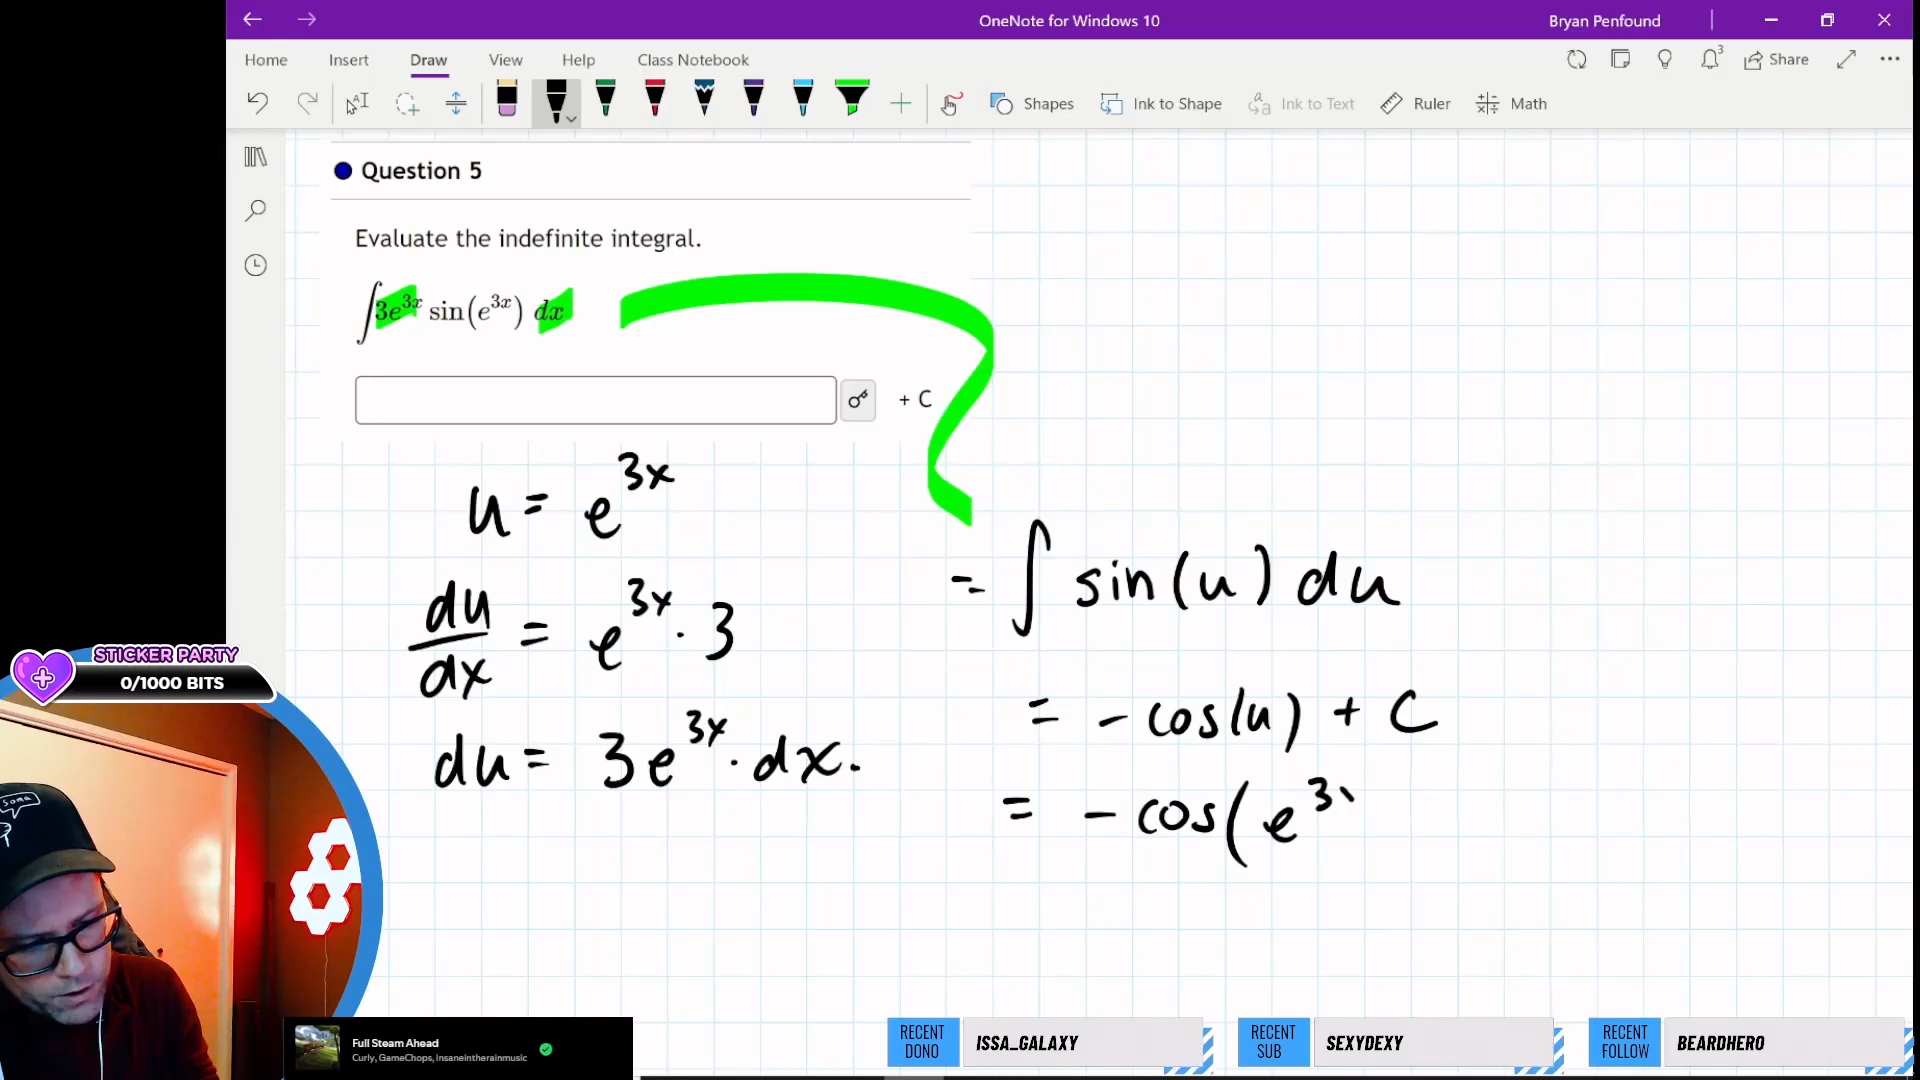 OneNote for Windows 10
Bryan Penfound
Home Insert Draw View Help Class Notebook
3 Share
Shapes Ink to Shape Ink to Text Ruler Math
Question 5
Evaluate the indefinite integral.
∫3e^{3x} sin(e^{3x}) dx
+ C
u = e^{3x}
du/dx = e^{3x} · 3
du = 3e^{3x} · dx.
= ∫ sin(u) du
= - cos(u) + C
= - cos( e^{3
STICKER PARTY
0/1000 BITS
Full Steam Ahead
Curly, GameChops, insaneintherainmusic
RECENT DONO
ISSA_GALAXY
RECENT SUB
SEXYDEXY
RECENT FOLLOW
BEARDHERO